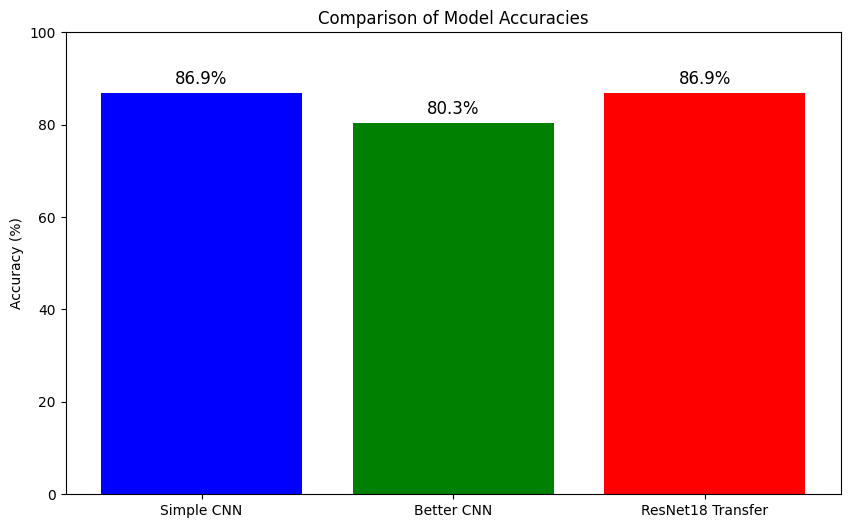 Comparison of Model Accuracies
100
80
60
40
20
0
Accuracy (%)
86.9%
80.3%
86.9%
Simple CNN
Better CNN
ResNet18 Transfer